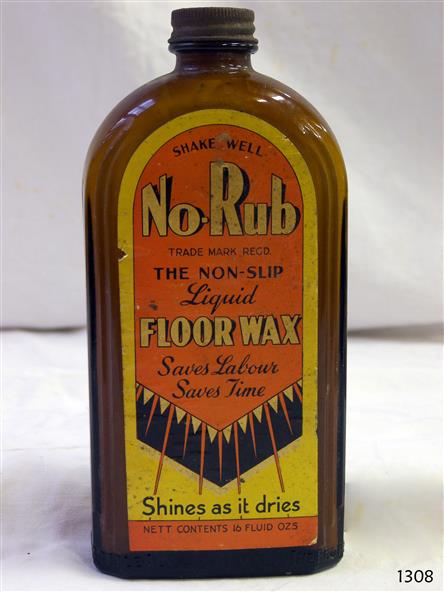 SHAKE WELL
No-Rub
TRADE MARK REGD.
THE NON-SLIP
Liquid
FLOOR WAX
Saves Labour
Saves Time
Shines as it dries
NETT CONTENTS 16 FLUID OZS
1308